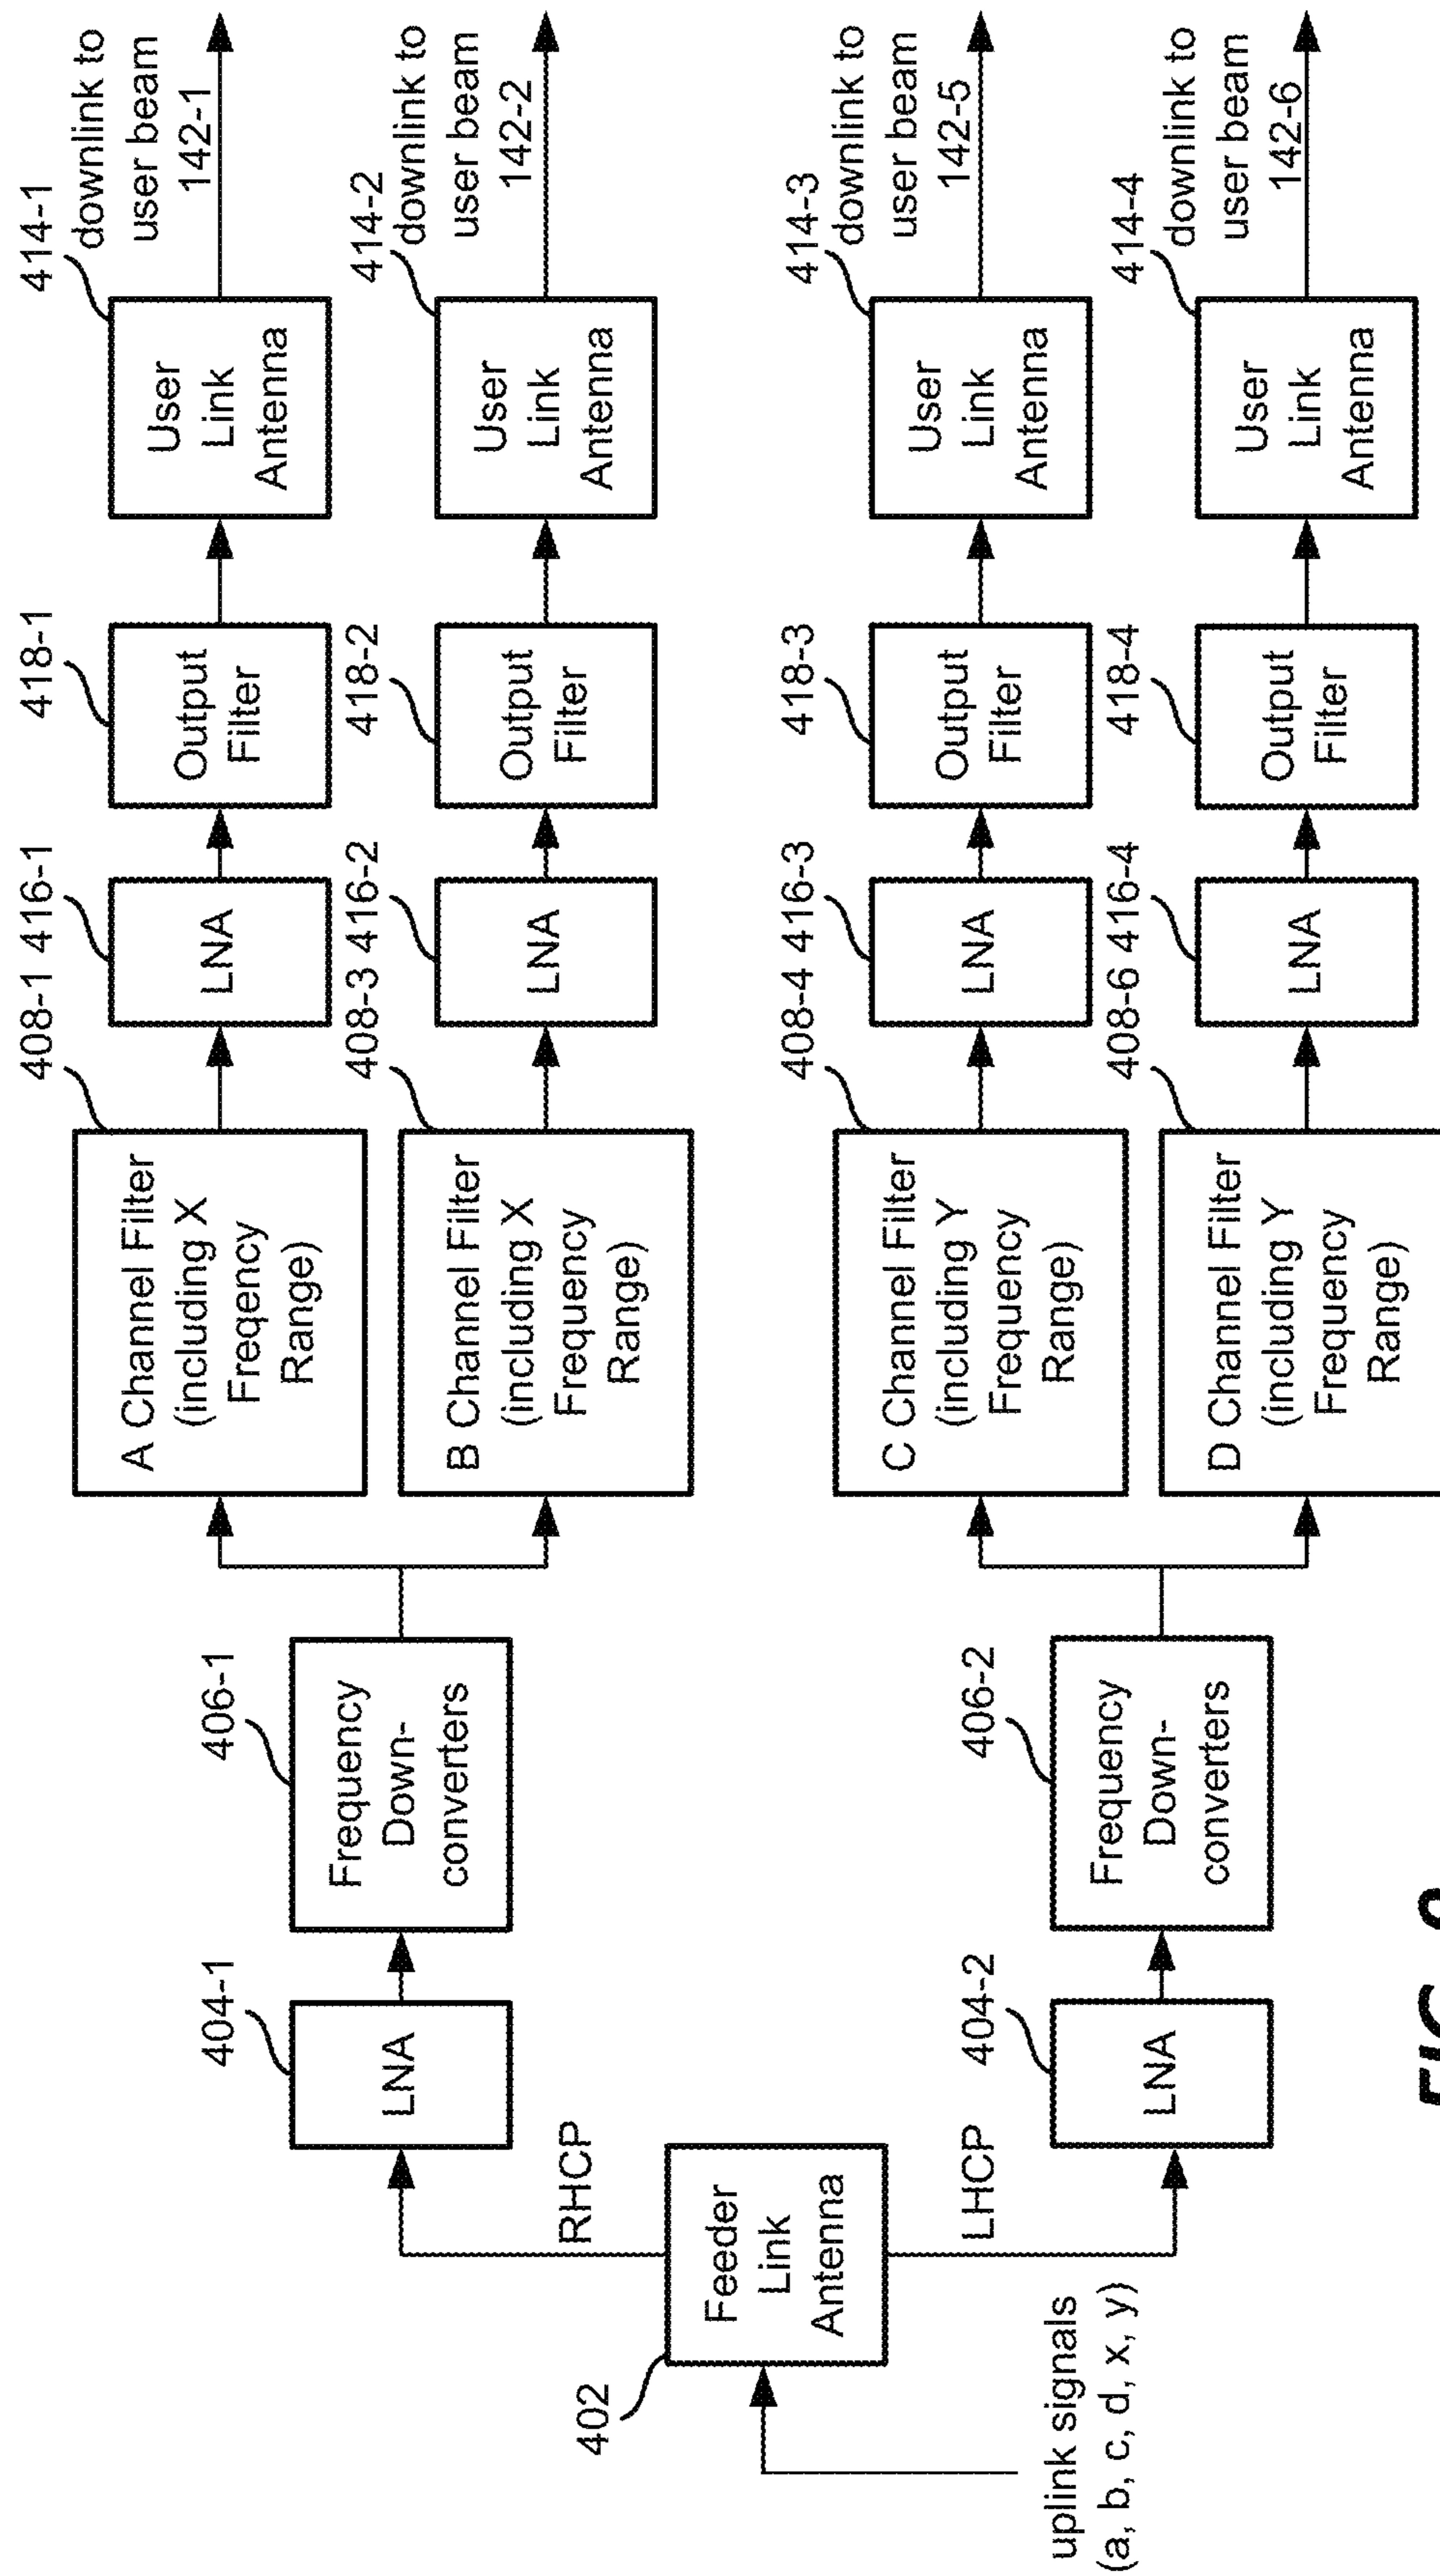 uplink signals
(a, b, c, d, x, y)
402
Feeder
Link
Antenna
RHCP
LHCP
404-1
LNA
406-1
Frequency
Down-
converters
408-1
A Channel Filter
(including X
Freqency
Range)
416-1
LNA
418-1
Output
Filter
414-1
User
Link
Antenna
downlink to
user beam
142-1
408-3
B Channel Filter
(including X
Frequency
Range)
416-2
LNA
418-2
Output
Filter
414-2
User
Link
Antenna
downlink to
user beam
142-2
404-2
LNA
406-2
Frequency
Down-
converters
408-4
C Channel Filter
(including Y
Frequency
Range)
416-3
LNA
418-3
Output
Filter
414-3
User
Link
Antenna
downlink to
user beam
142-5
408-6
D Channel Filter
(including Y
Frequency
Range)
416-4
LNA
418-4
Output
Filter
414-4
User
Link
Antenna
downlink to
user beam
142-6
FIG.